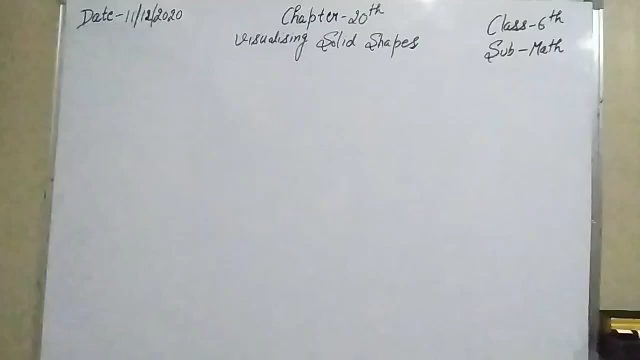 Date-11/12/2020
Chapter-20th
Visualising Solid Shapes
Class-6th
Sub-Math